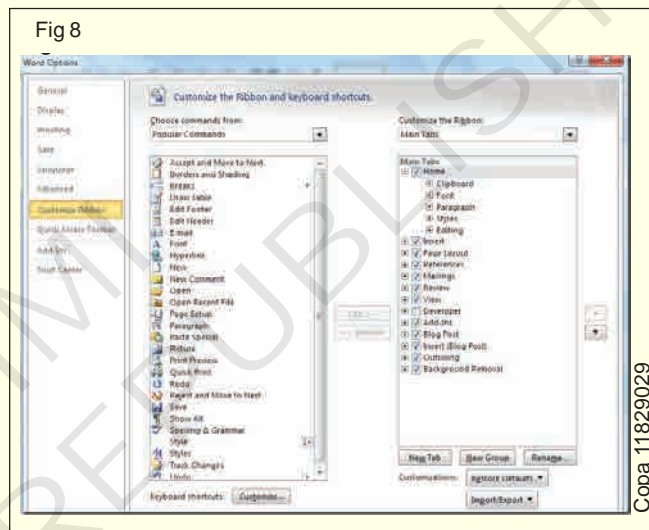 Fig 8
Word Options
General
Display
Proofing
Save
Language
Advanced
Customize Ribbon
Quick Access Toolbar
Add-Ins
Trust Center
Customize the Ribbon and keyboard shortcuts.
Choose commands from:
Popular Commands
Accept and Move to Next
Borders and Shading
Breaks
Draw Table
Edit Footer
Edit Header
E-mail
Font
Hyperlink
New
New Comment
Open
Open Recent File
Page Setup
Paragraph
Paste Special
Picture
Print Preview
Quick Print
Redo
Reject and Move to Next
Save
Show All
Spelling & Grammar
Style
Styles
Track Changes
Undo
Keyboard shortcuts: Customize...
Customize the Ribbon:
Main Tabs
Main Tabs
Home
Clipboard
Font
Paragraph
Styles
Editing
Insert
Page Layout
References
Mailings
Review
View
Developer
Add-Ins
Blog Post
Insert (Blog Post)
Outlining
Background Removal
New Tab New Group Rename...
Customizations: Restore Defaults
Import/Export
Copa 11829029